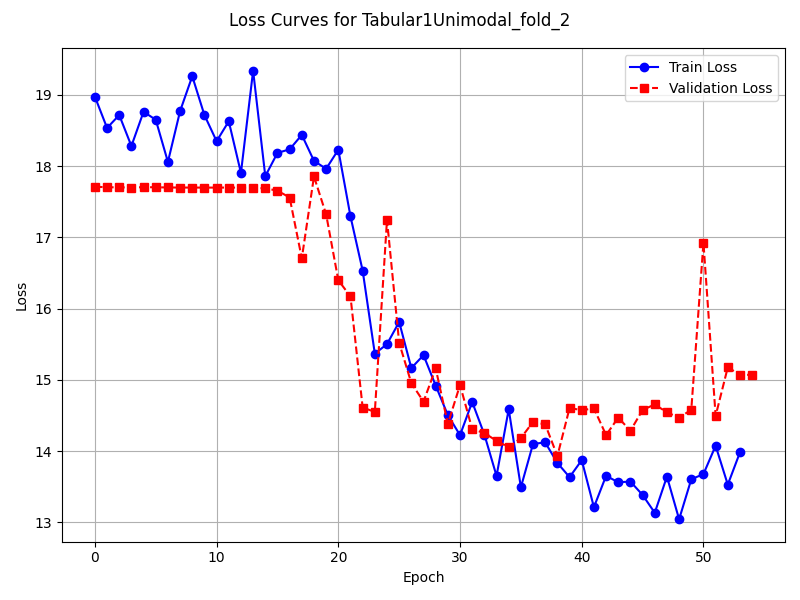 Loss Curves for Tabular1Unimodal_fold_2
Train Loss
Validation Loss
19
18
17
16
15
14
13
Loss
0
10
20
30
40
50
Epoch